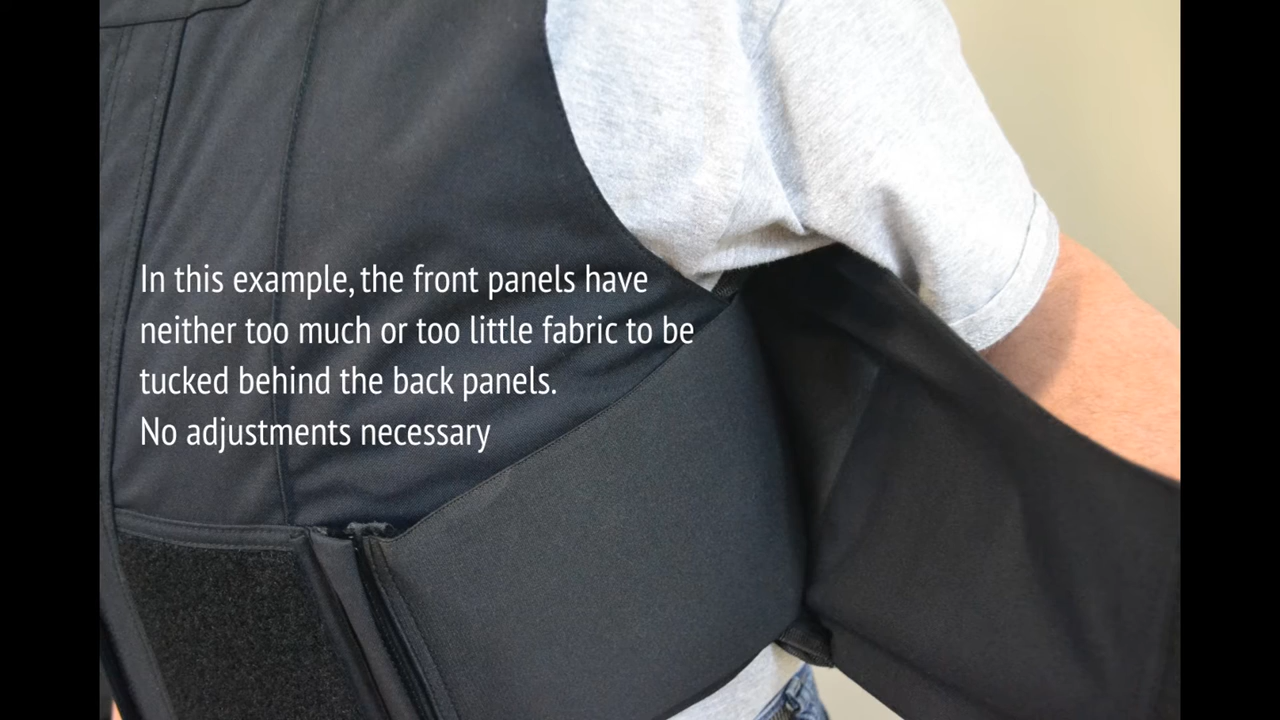 In this example, the front panels have
neither too much or too little fabric to be
tucked behind the back panels.
No adjustments necessary